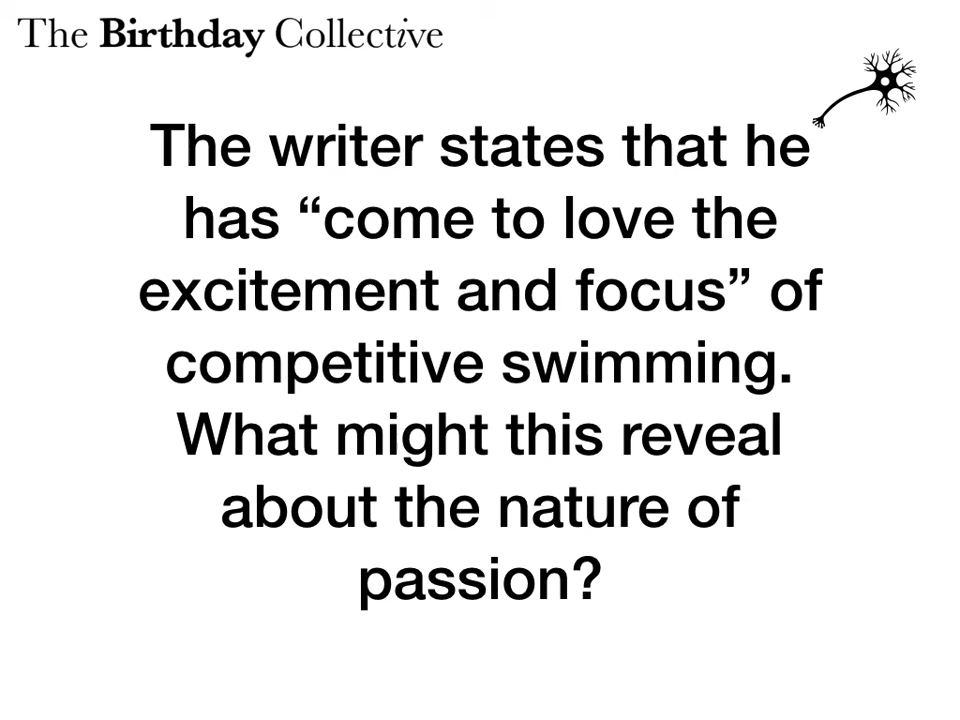 The Birthday Collective
The writer states that he
has “come to love the
excitement and focus” of
competitive swimming.
What might this reveal
about the nature of
passion?